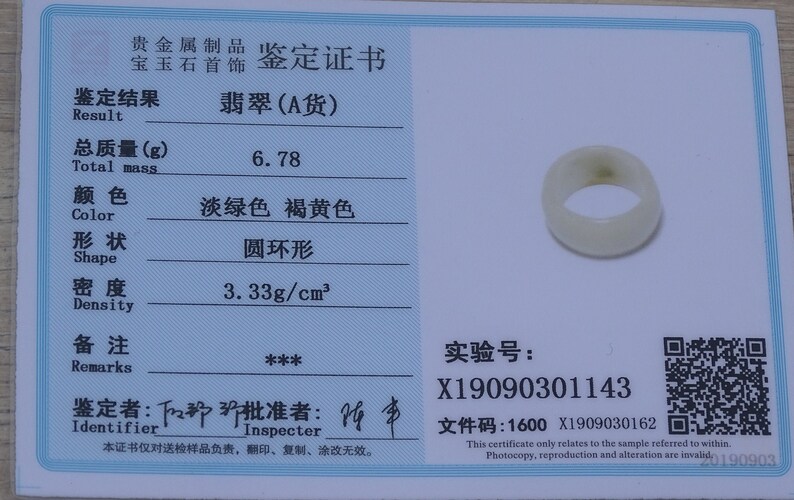 贵金属制品
宝玉石首饰 鉴定证书
鉴定结果 翡翠(A货)
Result
总质量(g) 6.78
Total mass
颜 色 淡绿色 褐黄色
Color
形 状 圆环形
Shape
密 度 3.33g/cm³
Density
备 注 ***
Remarks
鉴定者: 批准者:
Identifier Inspecter
本本证书仅对送检样品负责,翻印、复制、涂改无效。
实验号:
X19090301143
文件码:1600 X1909030162
This certificate only relates to the sample referred to within.
Photocopy, reproduction and alteration are invalid.
20190903